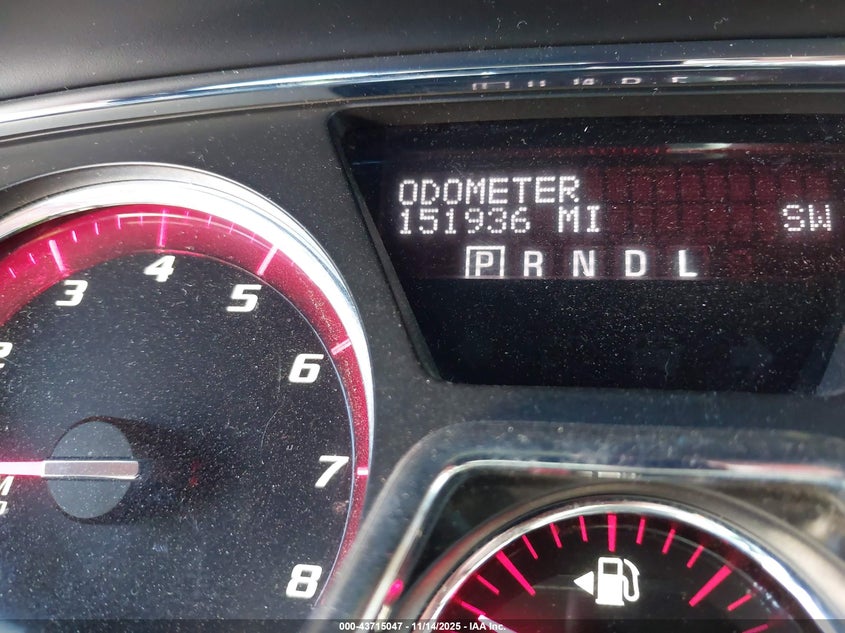 ODOMETER
151936 MI SW
P R N D L
3 4 5
6
7
8
000-43715047 - 11/14/2025 - IAA Inc.